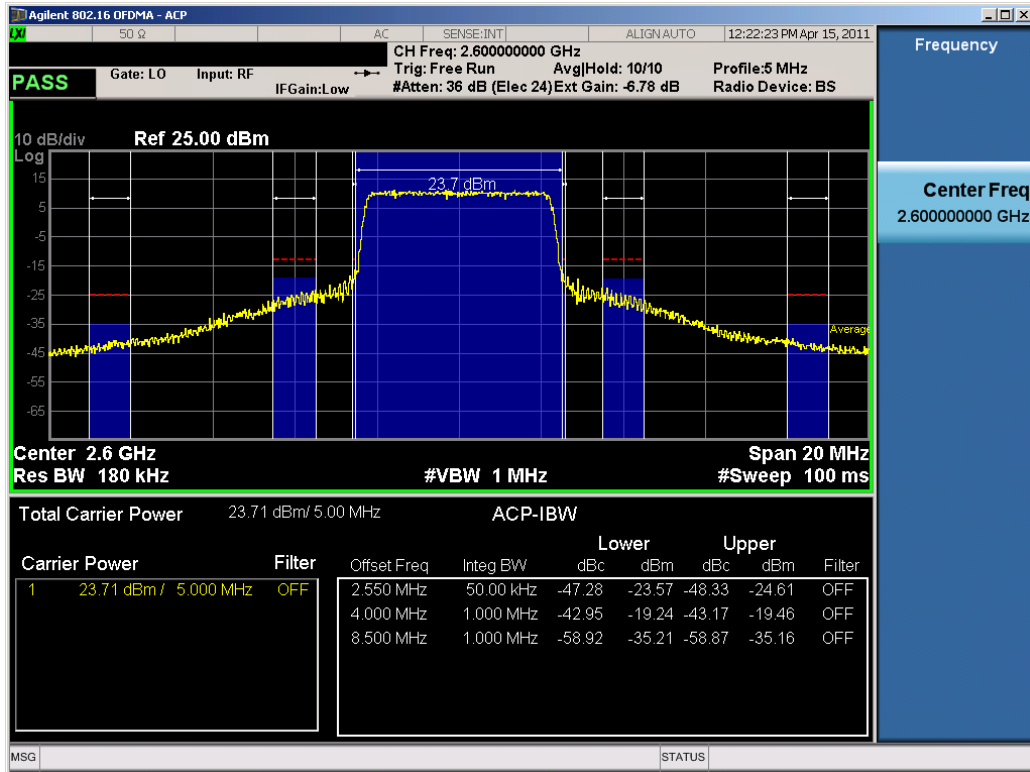 Agilent 802.16 OFDMA - ACP
LXI 50 Ω AC SENSE:INT ALIGN AUTO 12:22:23 PM Apr 15, 2011
CH Freq: 2.600000000 GHz
PASS Gate: LO Input: RF Trig: Free Run Avg|Hold: 10/10 Profile:5 MHz
IFGain:Low #Atten: 36 dB (Elec 24) Ext Gain: -6.78 dB Radio Device: BS
Frequency
Center Freq
2.600000000 GHz
10 dB/div Ref 25.00 dBm
Log
23.7 dBm
15
5
-5
-15
-25
-35
-45
-55
-65
Average
Center 2.6 GHz Span 20 MHz
Res BW 180 kHz #VBW 1 MHz #Sweep 100 ms
Total Carrier Power 23.71 dBm/ 5.00 MHz ACP-IBW
Lower Upper
Carrier Power Filter Offset Freq Integ BW dBc dBm dBc dBm Filter
1 23.71 dBm / 5.000 MHz OFF 2.550 MHz 50.00 kHz -47.28 -23.57 -48.33 -24.61 OFF
4.000 MHz 1.000 MHz -42.95 -19.24 -43.17 -19.46 OFF
8.500 MHz 1.000 MHz -58.92 -35.21 -58.87 -35.16 OFF
MSG STATUS